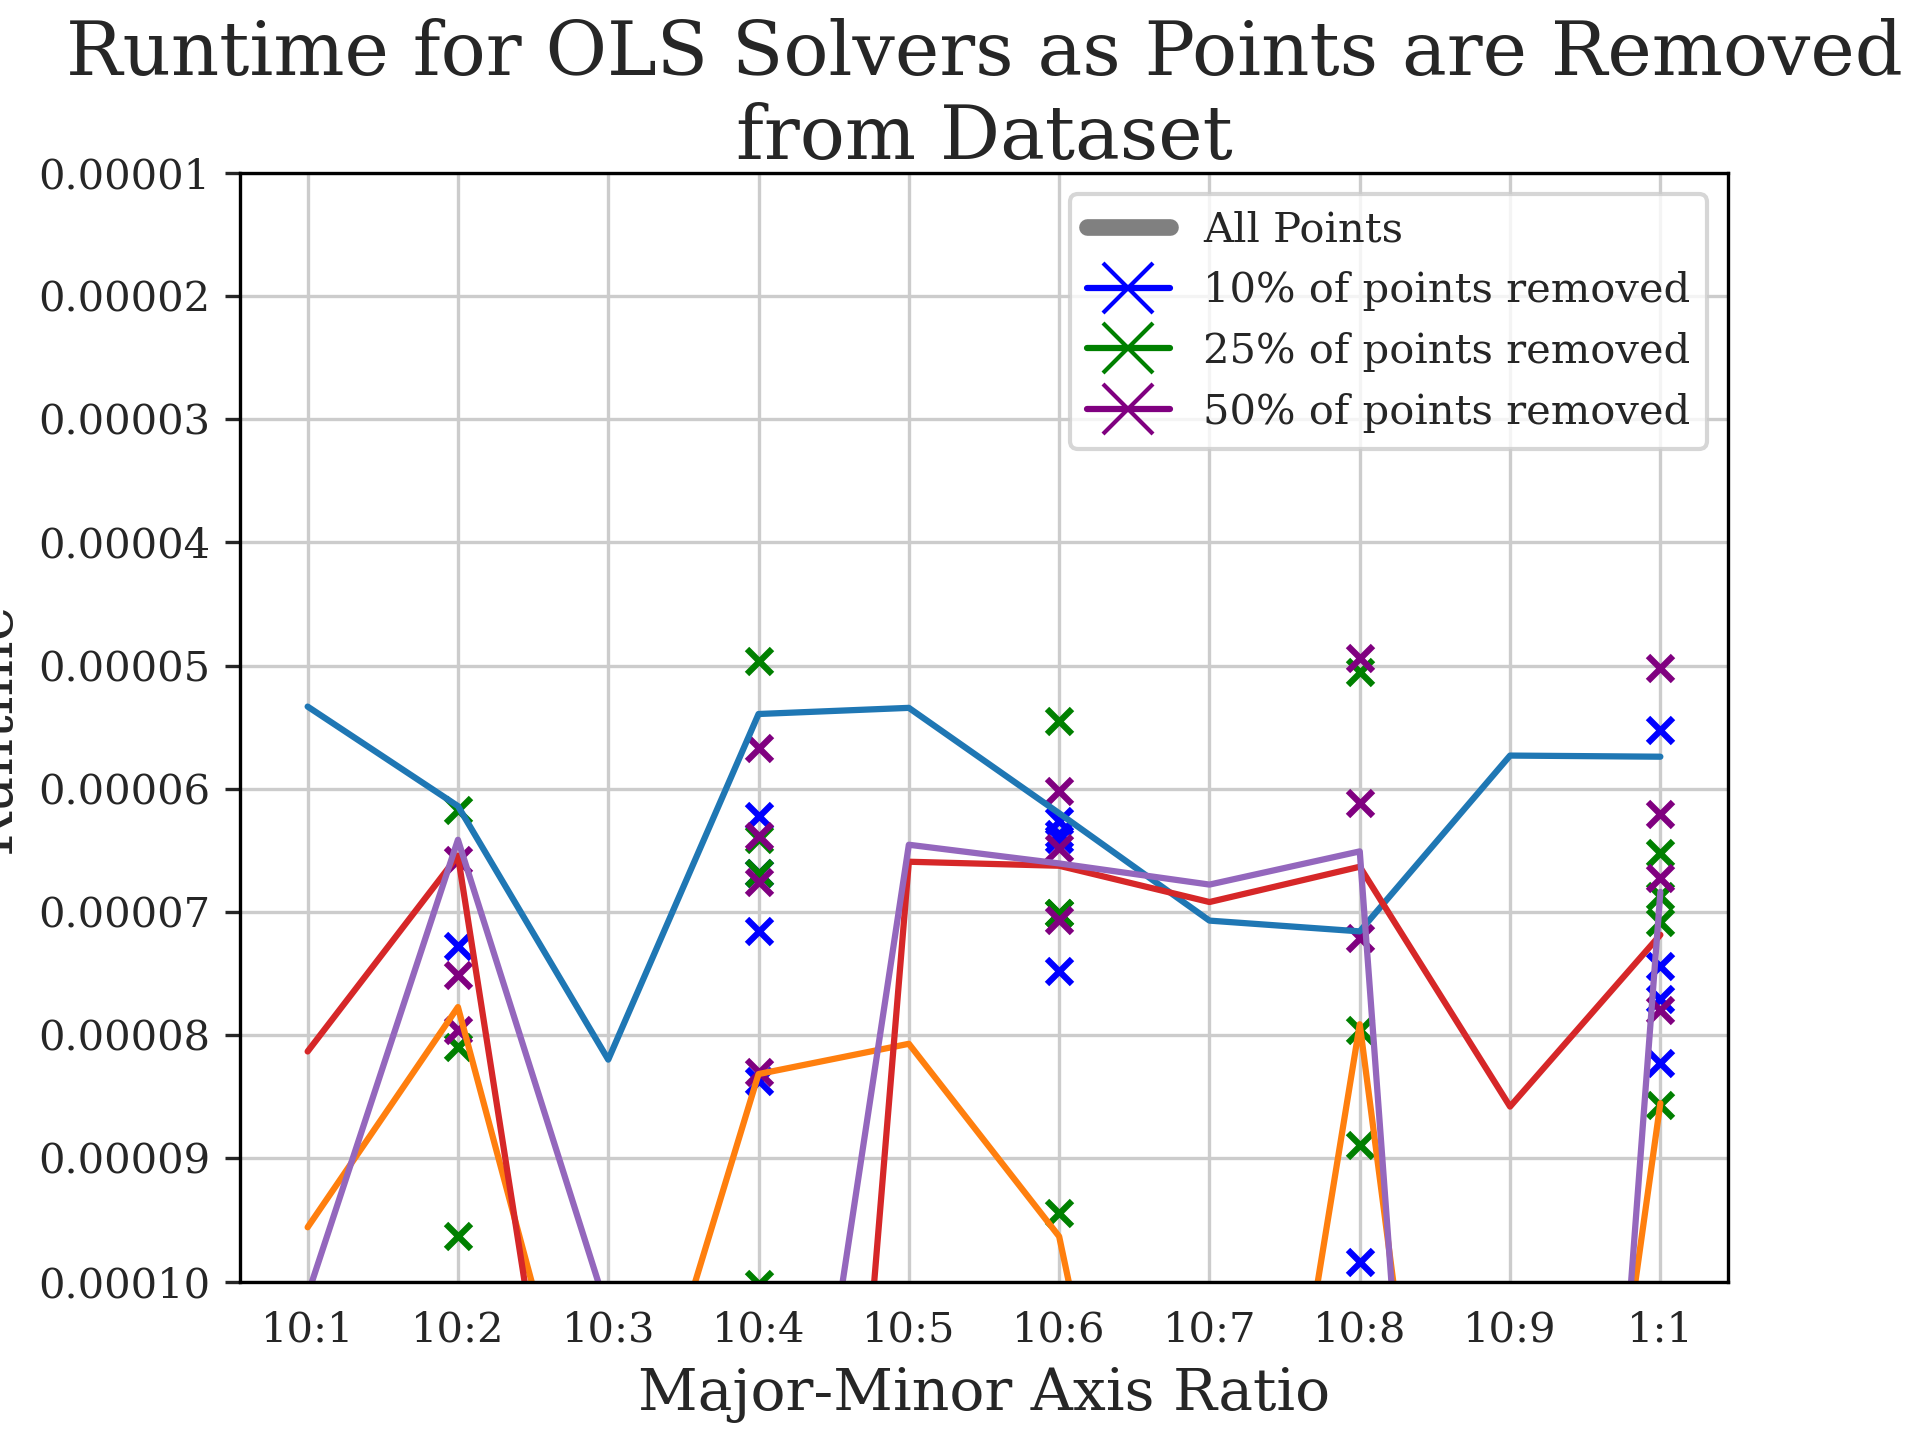 Runtime for OLS Solvers as Points are Removed
from Dataset
0.00001
0.00002
0.00003
0.00004
0.00005
0.00006
0.00007
0.00008
0.00009
0.00010
All Points
10% of points removed
25% of points removed
50% of points removed
Runtime
10:1 10:2 10:3 10:4 10:5 10:6 10:7 10:8 10:9 1:1
Major-Minor Axis Ratio